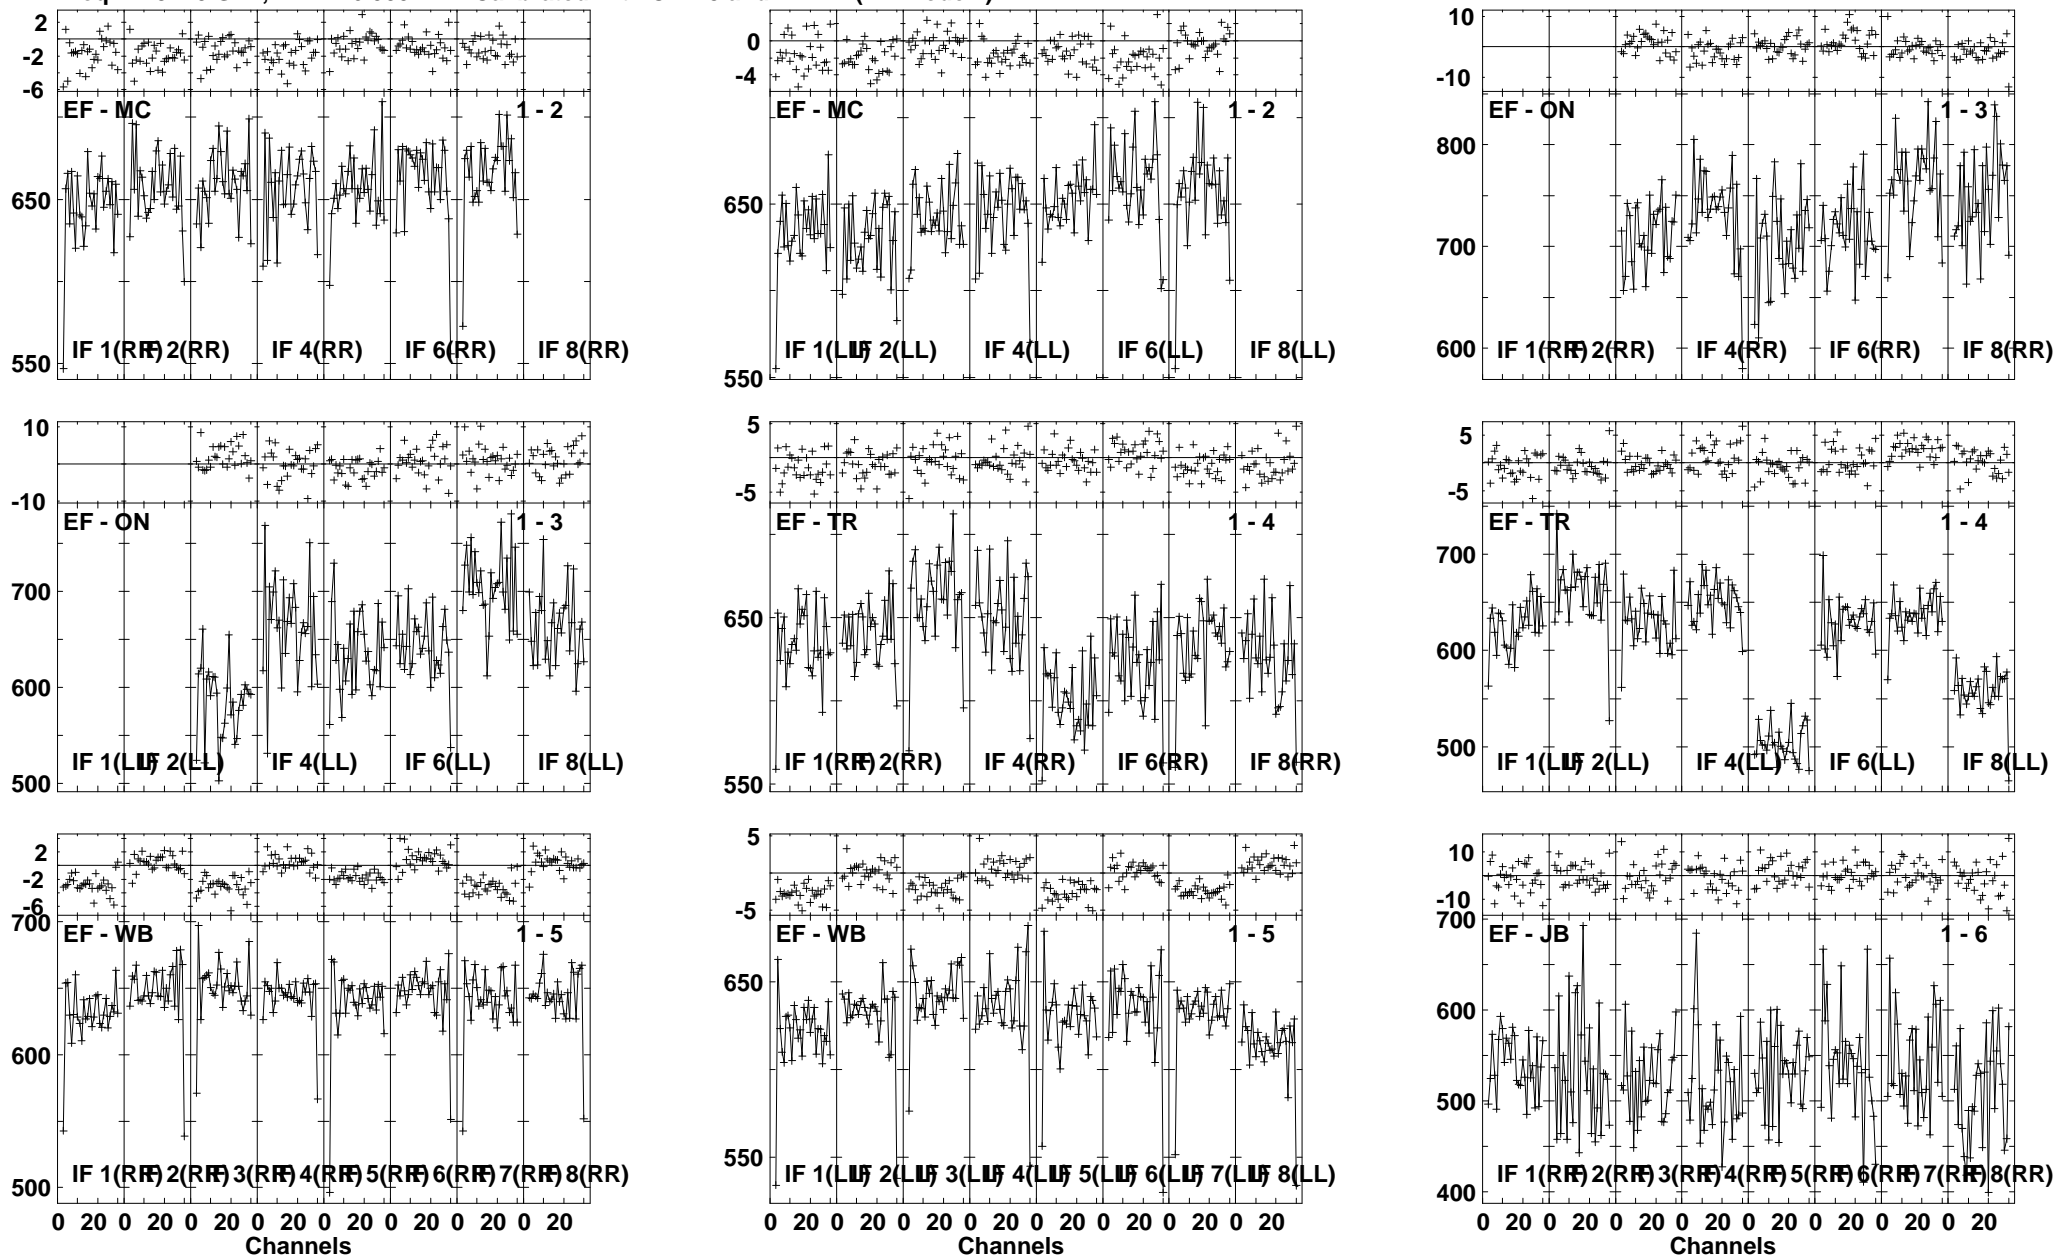 2
-2
-6
EF - MC
1 - 2
650
550
IF 1(RR)
IF 2(RR)
IF 4(RR)
IF 6(RR)
IF 8(RR)
0
-4
EF - MC
1 - 2
650
550
IF 1(LL)
IF 2(LL)
IF 4(LL)
IF 6(LL)
IF 8(LL)
10
-10
EF - ON
1 - 3
800
700
600
IF 1(RR)
IF 2(RR)
IF 4(RR)
IF 6(RR)
IF 8(RR)
10
-10
EF - ON
1 - 3
700
600
500
IF 1(LL)
IF 2(LL)
IF 4(LL)
IF 6(LL)
IF 8(LL)
5
-5
EF - TR
1 - 4
650
550
IF 1(RR)
IF 2(RR)
IF 4(RR)
IF 6(RR)
IF 8(RR)
5
-5
EF - TR
1 - 4
700
600
500
IF 1(LL)
IF 2(LL)
IF 4(LL)
IF 6(LL)
IF 8(LL)
2
-2
-6
EF - WB
1 - 5
700
600
500
IF 1(RR)
IF 2(RR)
IF 3(RR)
IF 4(RR)
IF 5(RR)
IF 6(RR)
IF 7(RR)
IF 8(RR)
0 20 0 20 0 20 0 20 0 20 0 20 0 20 0 20
Channels
5
-5
EF - WB
1 - 5
650
550
IF 1(LL)
IF 2(LL)
IF 3(LL)
IF 4(LL)
IF 5(LL)
IF 6(LL)
IF 7(LL)
IF 8(LL)
0 20 0 20 0 20 0 20 0 20 0 20 0 20 0 20
Channels
10
-10
EF - JB
1 - 6
700
600
500
400
IF 1(RR)
IF 2(RR)
IF 3(RR)
IF 4(RR)
IF 5(RR)
IF 6(RR)
IF 7(RR)
IF 8(RR)
0 20 0 20 0 20 0 20 0 20 0 20 0 20 0 20
Channels